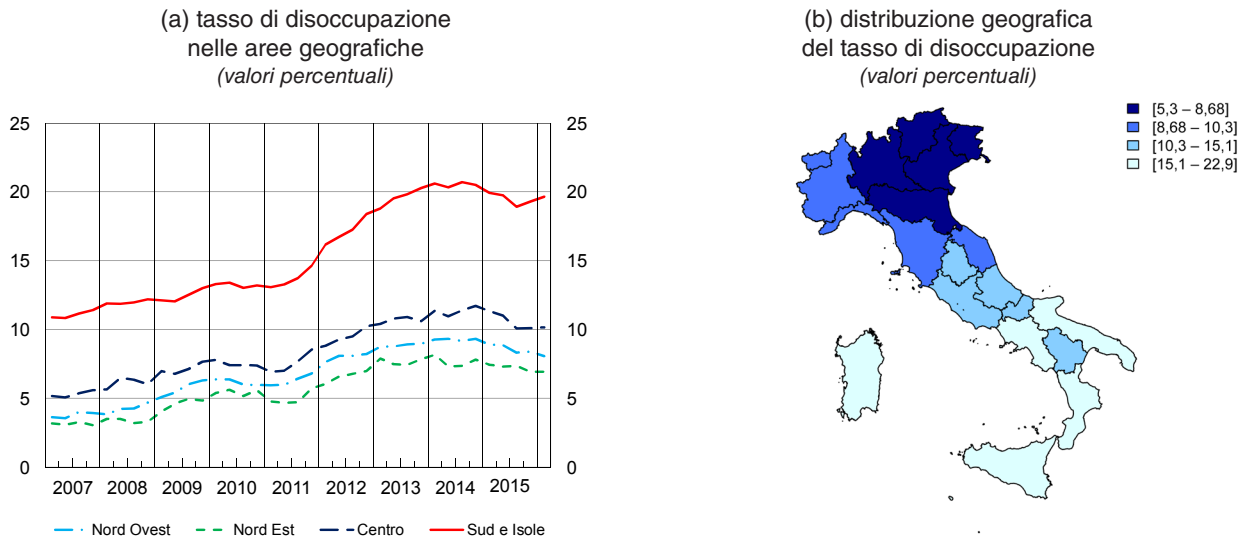 (a) tasso di disoccupazione
nelle aree geografiche
(valori percentuali)
25 25
20 20
15 15
10 10
5 5
0 0
2007 2008 2009 2010 2011 2012 2013 2014 2015
Nord Ovest Nord Est Centro Sud e Isole
(b) distribuzione geografica
del tasso di disoccupazione
(valori percentuali)
[5,3 – 8,68]
[8,68 – 10,3]
[10,3 – 15,1]
[15,1 – 22,9]